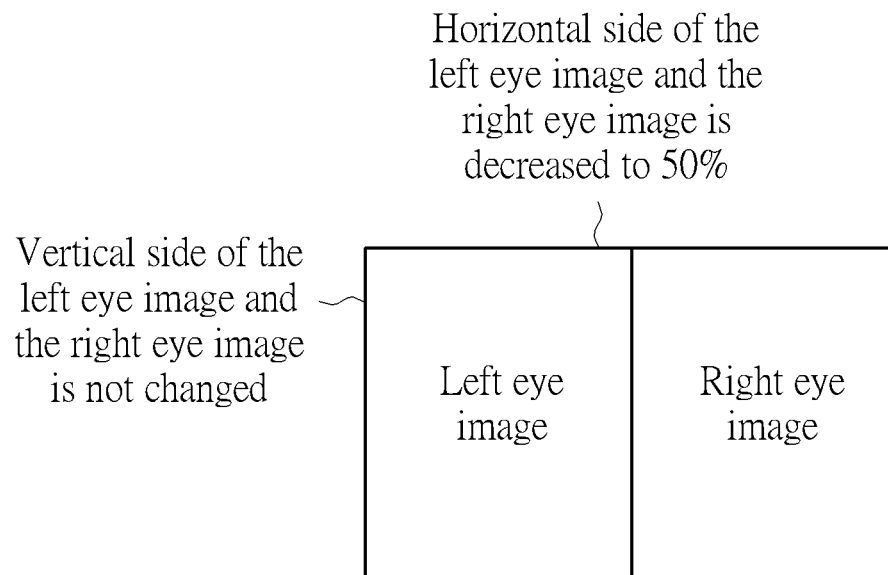 Horizontal side of the
left eye image and the
right eye image is
decreased to 50%
Vertical side of the
left eye image and
the right eye image
is not changed
Left eye
image
Right eye
image